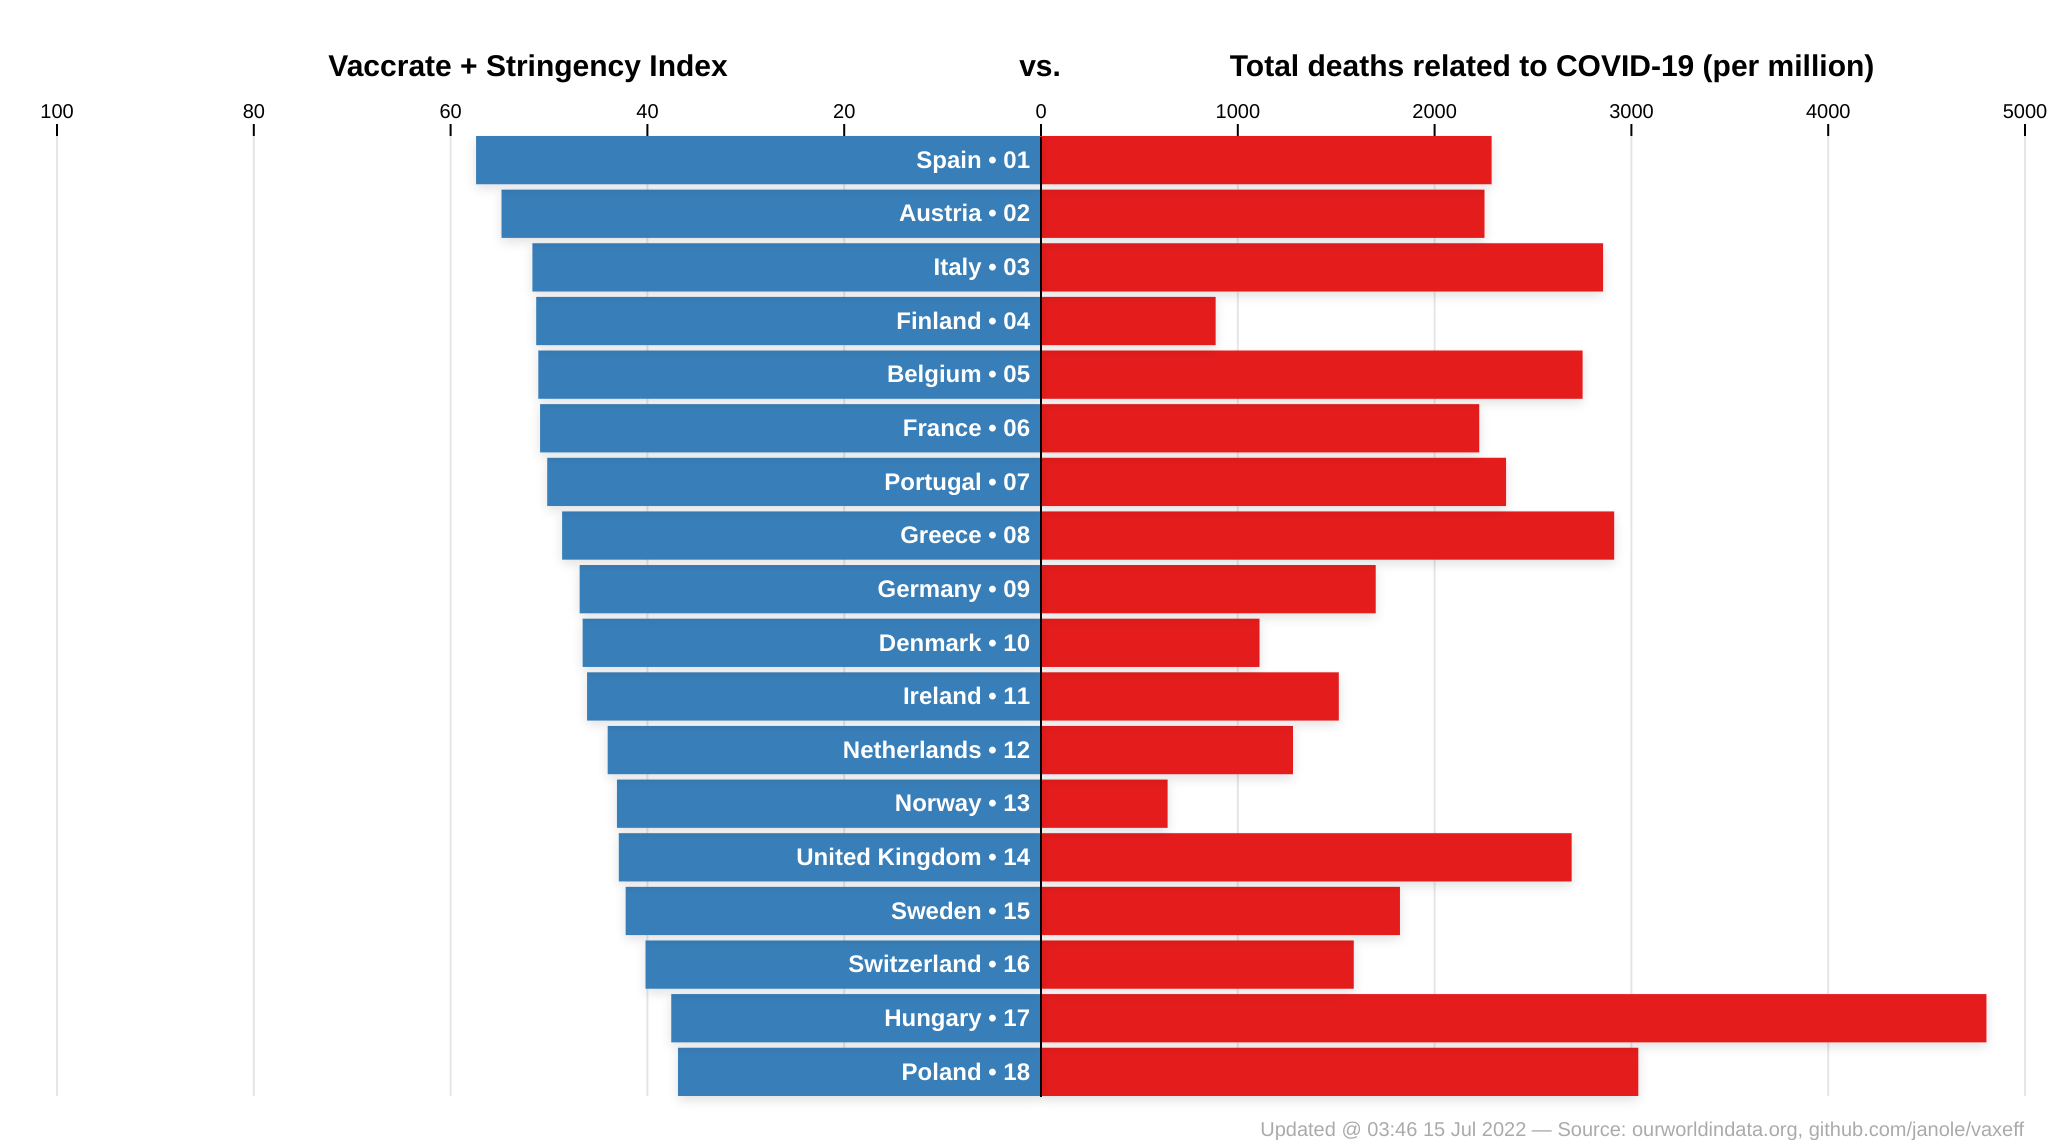 Vaccrate + Stringency Index vs. Total deaths related to COVID-19 (per million)
100 80 60 40 20 0 1000 2000 3000 4000 5000
Spain • 01
Austria • 02
Italy • 03
Finland • 04
Belgium • 05
France • 06
Portugal • 07
Greece • 08
Germany • 09
Denmark • 10
Ireland • 11
Netherlands • 12
Norway • 13
United Kingdom • 14
Sweden • 15
Switzerland • 16
Hungary • 17
Poland • 18
Updated @ 03:46 15 Jul 2022 — Source: ourworldindata.org, github.com/janole/vaxeff